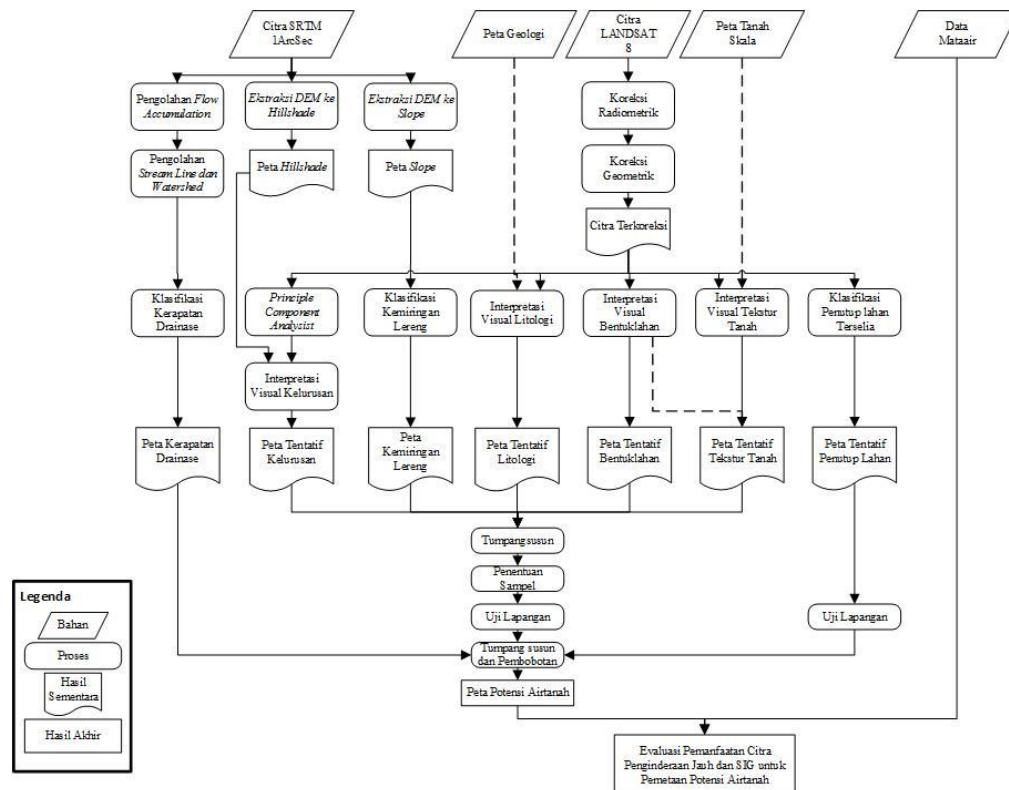 Citra SRTM
1ArcSec
Peta Geologi
Citra
LANDSAT
8
Peta Tanah
Skala
Data
Mataair
Pengolahan Flow
Accumulation
Ekstraksi DEM ke
Hillshade
Ekstraksi DEM ke
Slope
Koreksi
Radiometrik
Pengolahan
Stream Line dan
Watershed
Peta Hillshade
Peta Slope
Koreksi
Geometrik
Citra Terkoreksi
Klasifikasi
Kerapatan
Drainase
Principle
Component
Analysist
Klasifikasi
Kemiringan
Lereng
Interpretasi
Visual Litologi
Interpretasi
Visual
Bentuklahan
Interpretasi
Visual Tekstur
Tanah
Klasifikasi
Penutup lahan
Terselia
Interpretasi
Visual Kelurusan
Peta Kerapatan
Drainase
Peta Tentatif
Kelurusan
Peta
Kemiringan
Lereng
Peta Tentatif
Litologi
Peta Tentatif
Bentuklahan
Peta Tentatif
Tekstur Tanah
Peta Tentatif
Penutup Lahan
Tumpangsusun
Penentuan
Sampel
Uji Lapangan
Uji Lapangan
Tumpang susun
dan Pembobotan
Peta Potensi Airtanah
Evaluasi Pemanfaatan Citra
Penginderaan Jauh dan SIG untuk
Pemetaan Potensi Airtanah
Legenda
Bahan
Proses
Hasil
Sementara
Hasil Akhir